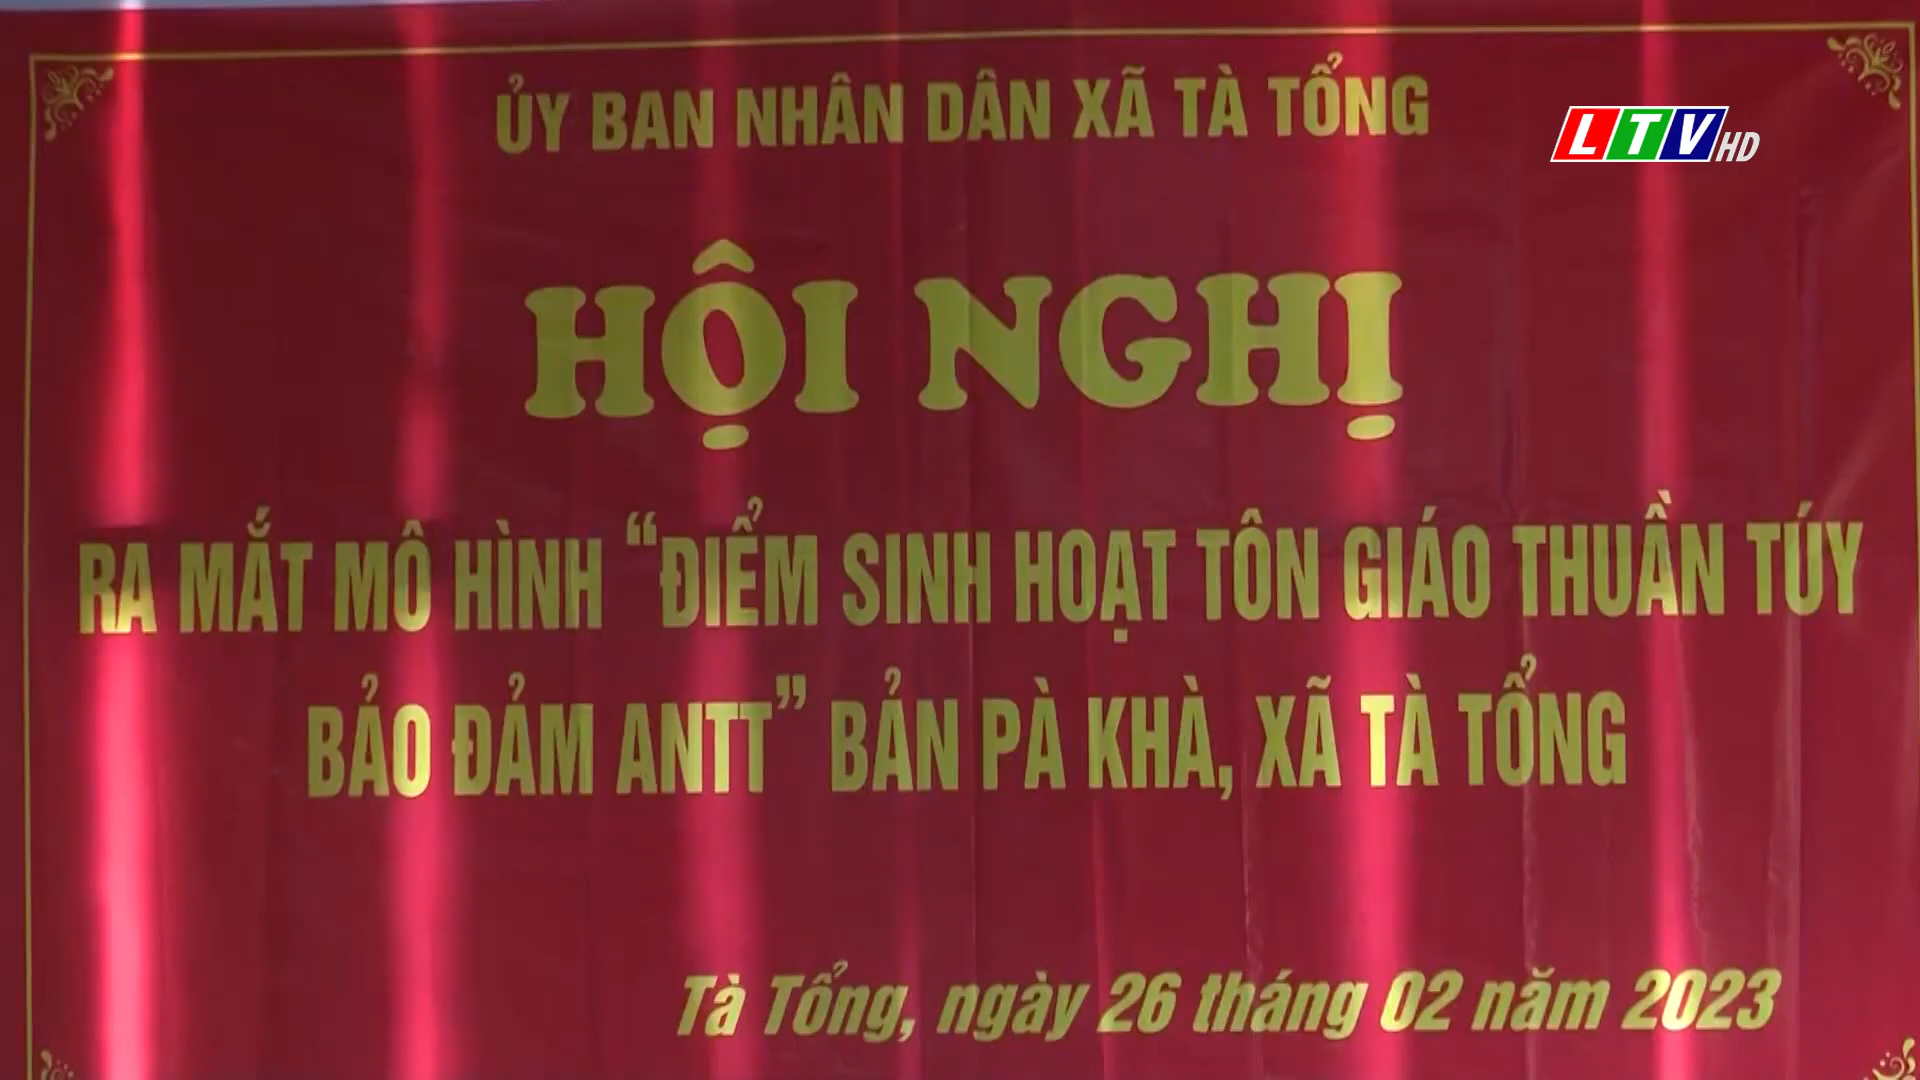 ỦY BAN NHÂN DÂN XÃ TÀ TỔNG
LTV HD
HỘI NGHỊ
RA MẮT MÔ HÌNH “ĐIỂM SINH HOẠT TÔN GIÁO THUẦN TÚY
BẢO ĐẢM ANTT” BẢN PÀ KHÀ, XÃ TÀ TỔNG
Tà Tổng, ngày 26 tháng 02 năm 2023